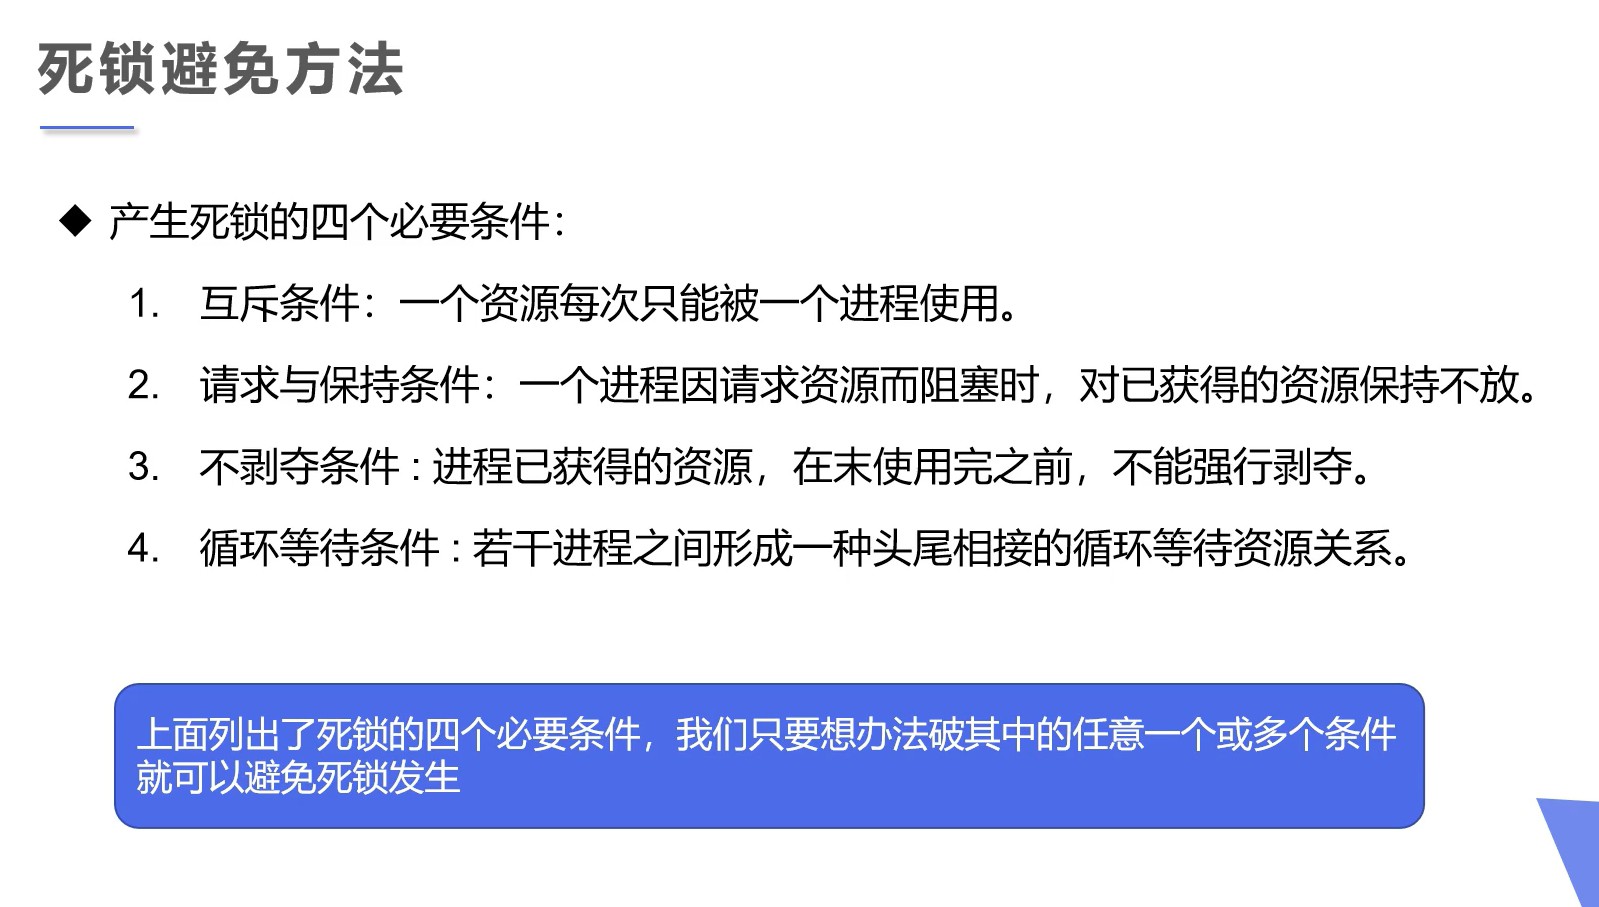 死锁避免方法
◆ 产生死锁的四个必要条件：
1. 互斥条件：一个资源每次只能被一个进程使用。
2. 请求与保持条件：一个进程因请求资源而阻塞时，对已获得的资源保持不放。
3. 不剥夺条件 : 进程已获得的资源，在末使用完之前，不能强行剥夺。
4. 循环等待条件 : 若干进程之间形成一种头尾相接的循环等待资源关系。
上面列出了死锁的四个必要条件，我们只要想办法破其中的任意一个或多个条件
就可以避免死锁发生